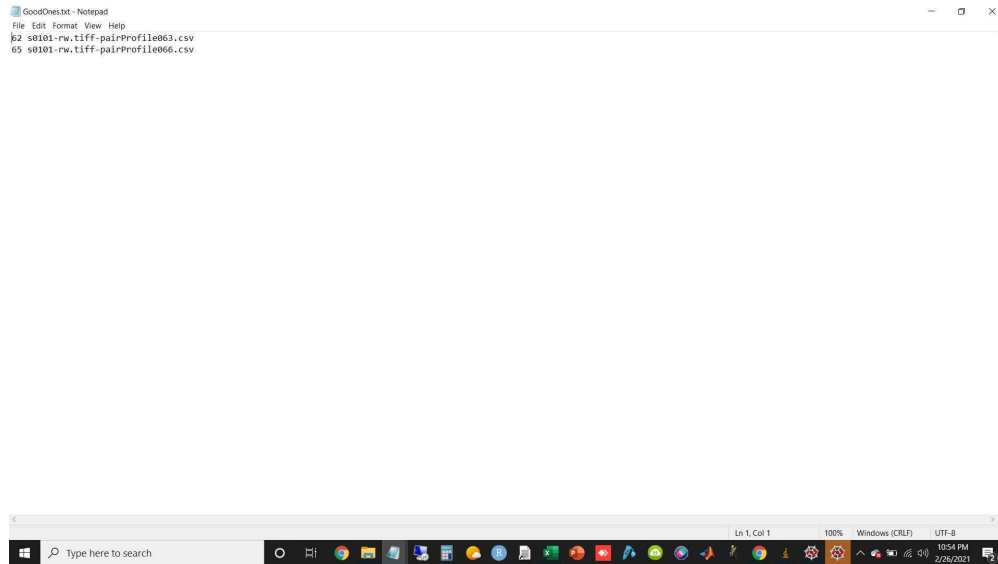 GoodOnes.txt - Notepad
File Edit Format View Help
62 s0101-rw.tiff-pairProfile063.csv
65 s0101-rw.tiff-pairProfile066.csv
Ln 1, Col 1 100% Windows (CRLF) UTF-8
Type here to search
10:54 PM
2/26/2021
2